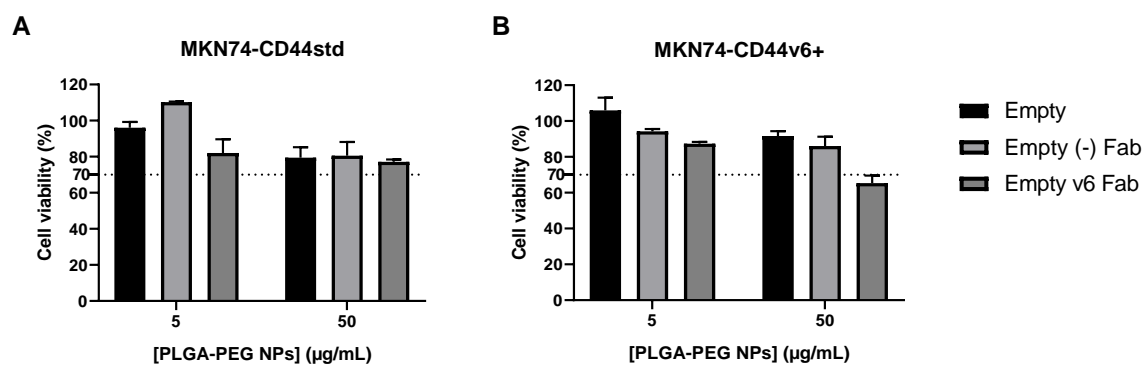 A
MKN74-CD44std
Cell viability (%)
120
100
80
70
60
40
20
0
5
50
[PLGA-PEG NPs] (µg/mL)
B
MKN74-CD44v6+
Cell viability (%)
120
100
80
70
60
40
20
0
5
50
[PLGA-PEG NPs] (µg/mL)
Empty
Empty (-) Fab
Empty v6 Fab